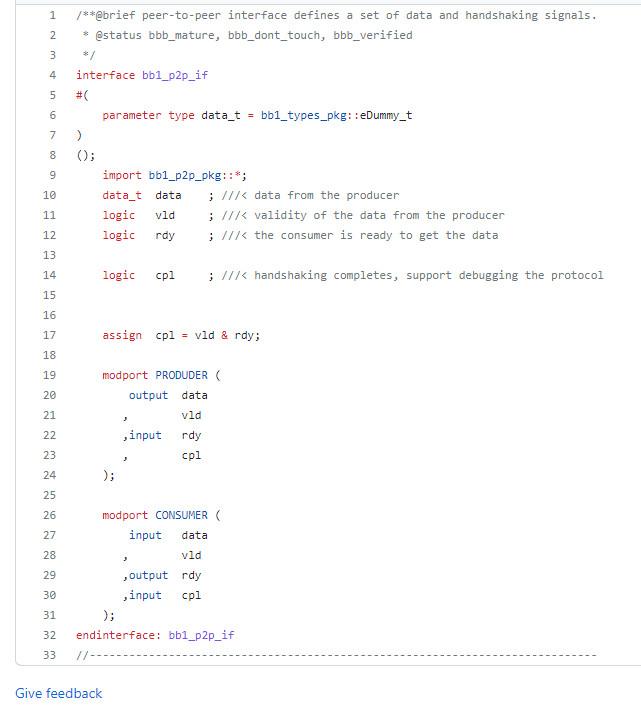 1 /**@brief peer-to-peer interface defines a set of data and handshaking signals.
2  * @status bbb_mature, bbb_dont_touch, bbb_verified
3  */
4 interface bb1_p2p_if
5 #(
6     parameter type data_t = bb1_types_pkg::eDummy_t
7 )
8 ();
9     import bb1_p2p_pkg::*;
10     data_t  data    ; ///< data from the producer
11     logic   vld     ; ///< validity of the data from the producer
12     logic   rdy     ; ///< the consumer is ready to get the data
13
14     logic   cpl     ; ///< handshaking completes, support debugging the protocol
15
16
17     assign  cpl = vld & rdy;
18
19     modport PRODUDER (
20         output  data
21        ,        vld
22        ,input   rdy
23        ,        cpl
24     );
25
26     modport CONSUMER (
27         input   data
28        ,        vld
29        ,output  rdy
30        ,input   cpl
31     );
32 endinterface: bb1_p2p_if
33 //-----------------------------------------------------------------------------
Give feedback